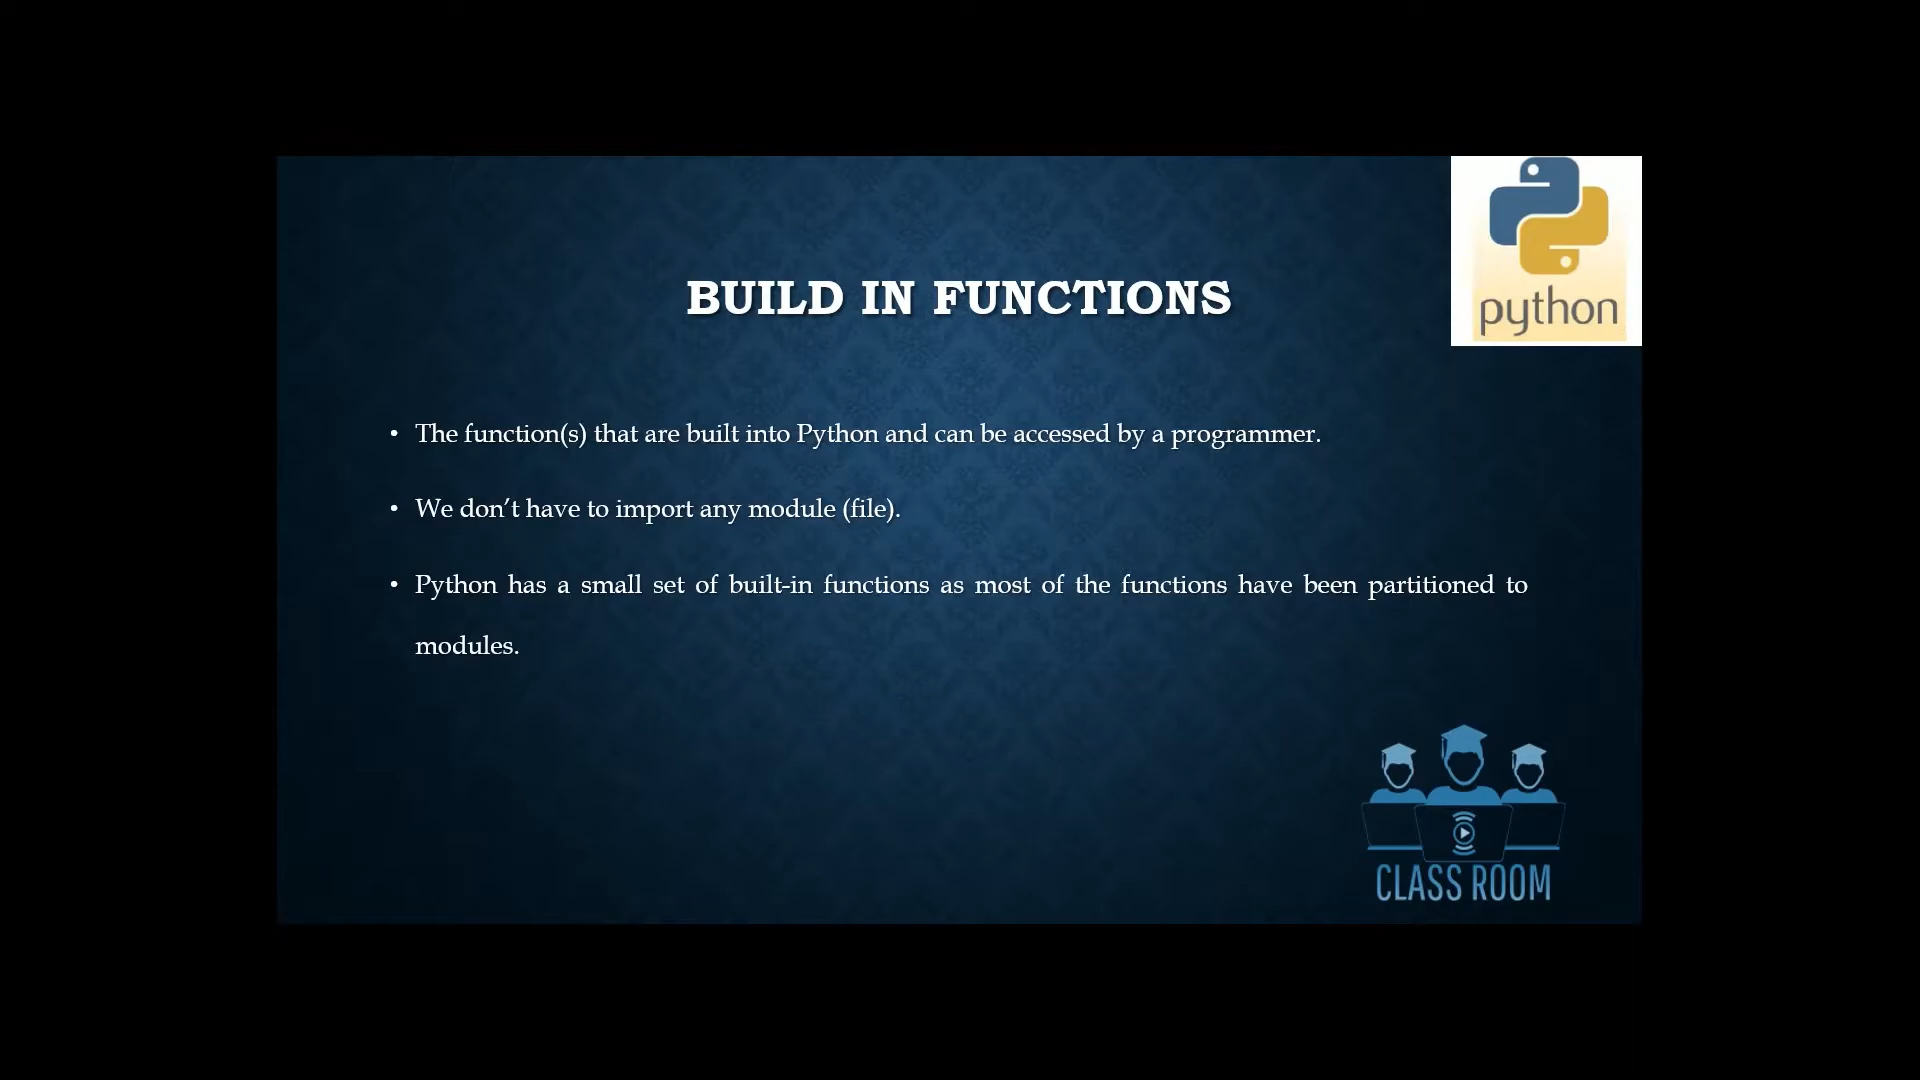 python
BUILD IN FUNCTIONS
• The function(s) that are built into Python and can be accessed by a programmer.
• We don’t have to import any module (file).
• Python has a small set of built-in functions as most of the functions have been partitioned to
modules.
CLASS ROOM